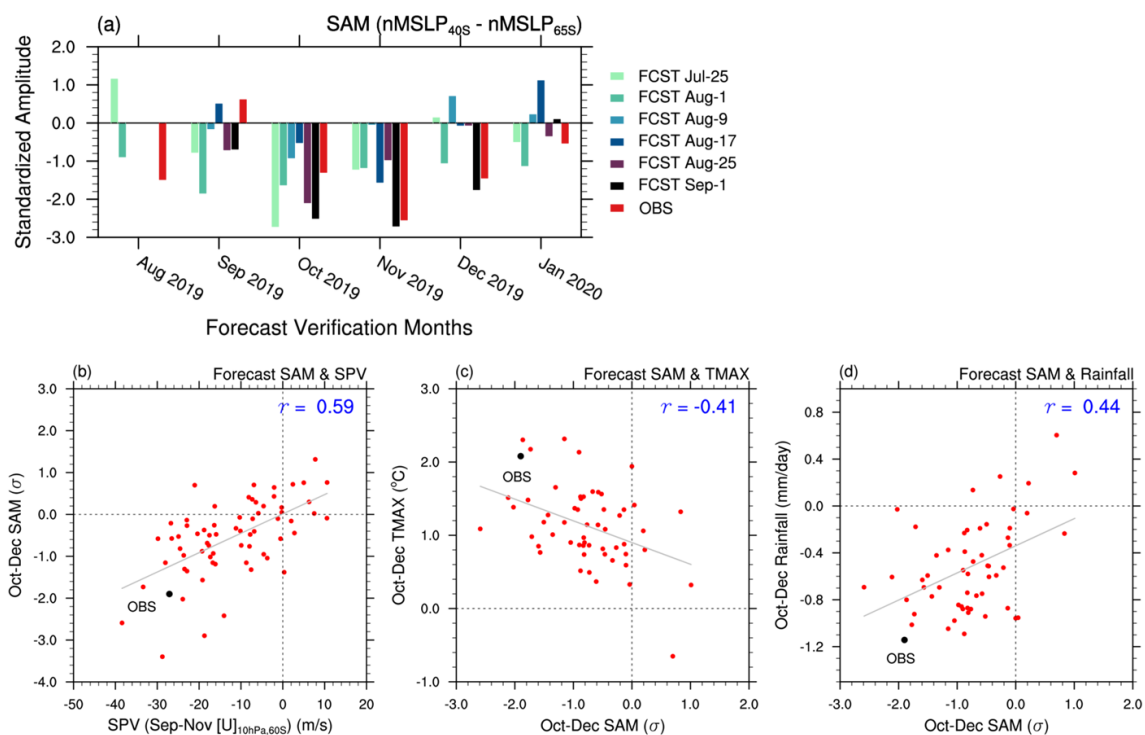 (a) SAM (nMSLP40S - nMSLP65S)
Standardized Amplitude
2.0
1.0
0.0
-1.0
-2.0
-3.0
Aug 2019
Sep 2019
Oct 2019
Nov 2019
Dec 2019
Jan 2020
Forecast Verification Months
FCST Jul-25
FCST Aug-1
FCST Aug-9
FCST Aug-17
FCST Aug-25
FCST Sep-1
OBS
(b) Forecast SAM & SPV
r = 0.59
Oct-Dec SAM (σ)
3.0
2.0
1.0
0.0
-1.0
-2.0
-3.0
-4.0
OBS
-50 -40 -30 -20 -10 0 10 20
SPV (Sep-Nov [U]10hPa,60S) (m/s)
(c) Forecast SAM & TMAX
r = -0.41
Oct-Dec TMAX (°C)
3.0
2.0
1.0
0.0
-1.0
OBS
-3.0 -2.0 -1.0 0.0 1.0 2.0
Oct-Dec SAM (σ)
(d) Forecast SAM & Rainfall
r = 0.44
Oct-Dec Rainfall (mm/day)
0.8
0.4
0.0
-0.4
-0.8
-1.2
OBS
-3.0 -2.0 -1.0 0.0 1.0 2.0
Oct-Dec SAM (σ)